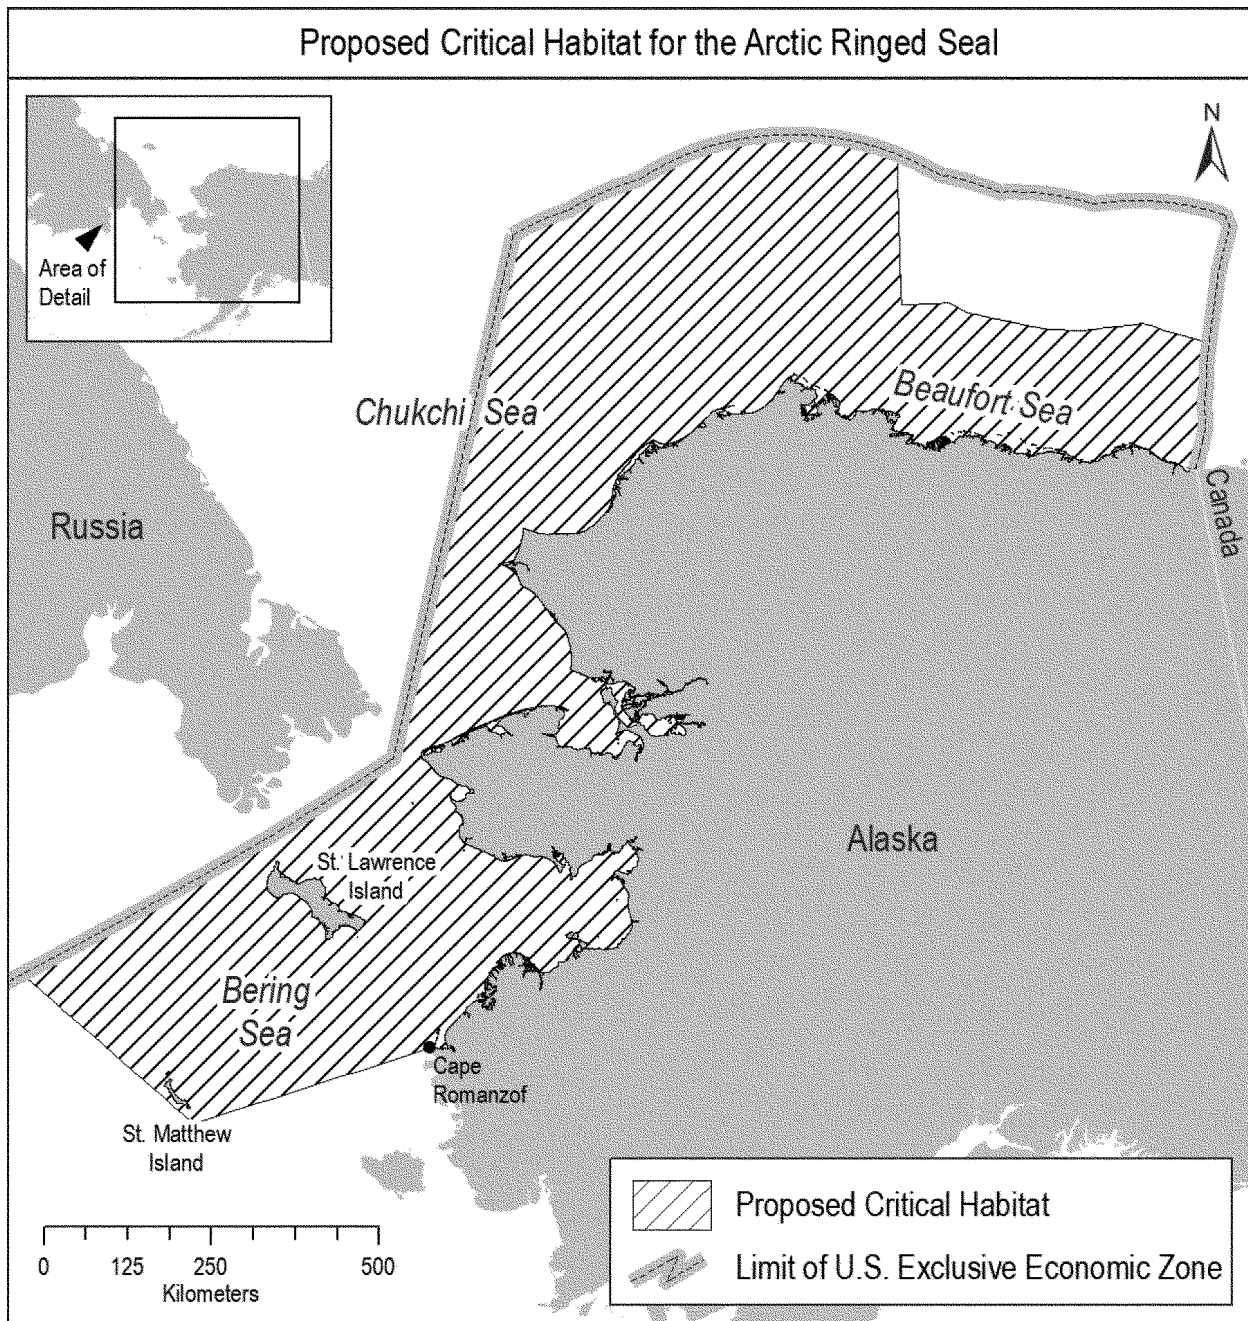 Proposed Critical Habitat for the Arctic Ringed Seal
N
Area of
Detail
Beaufort Sea
Chukchi Sea
Canada
Russia
Alaska
St. Lawrence
Island
Bering
Sea
Cape
Romanzof
St. Matthew
Island
Proposed Critical Habitat
Limit of U.S. Exclusive Economic Zone
0 125 250 500
Kilometers